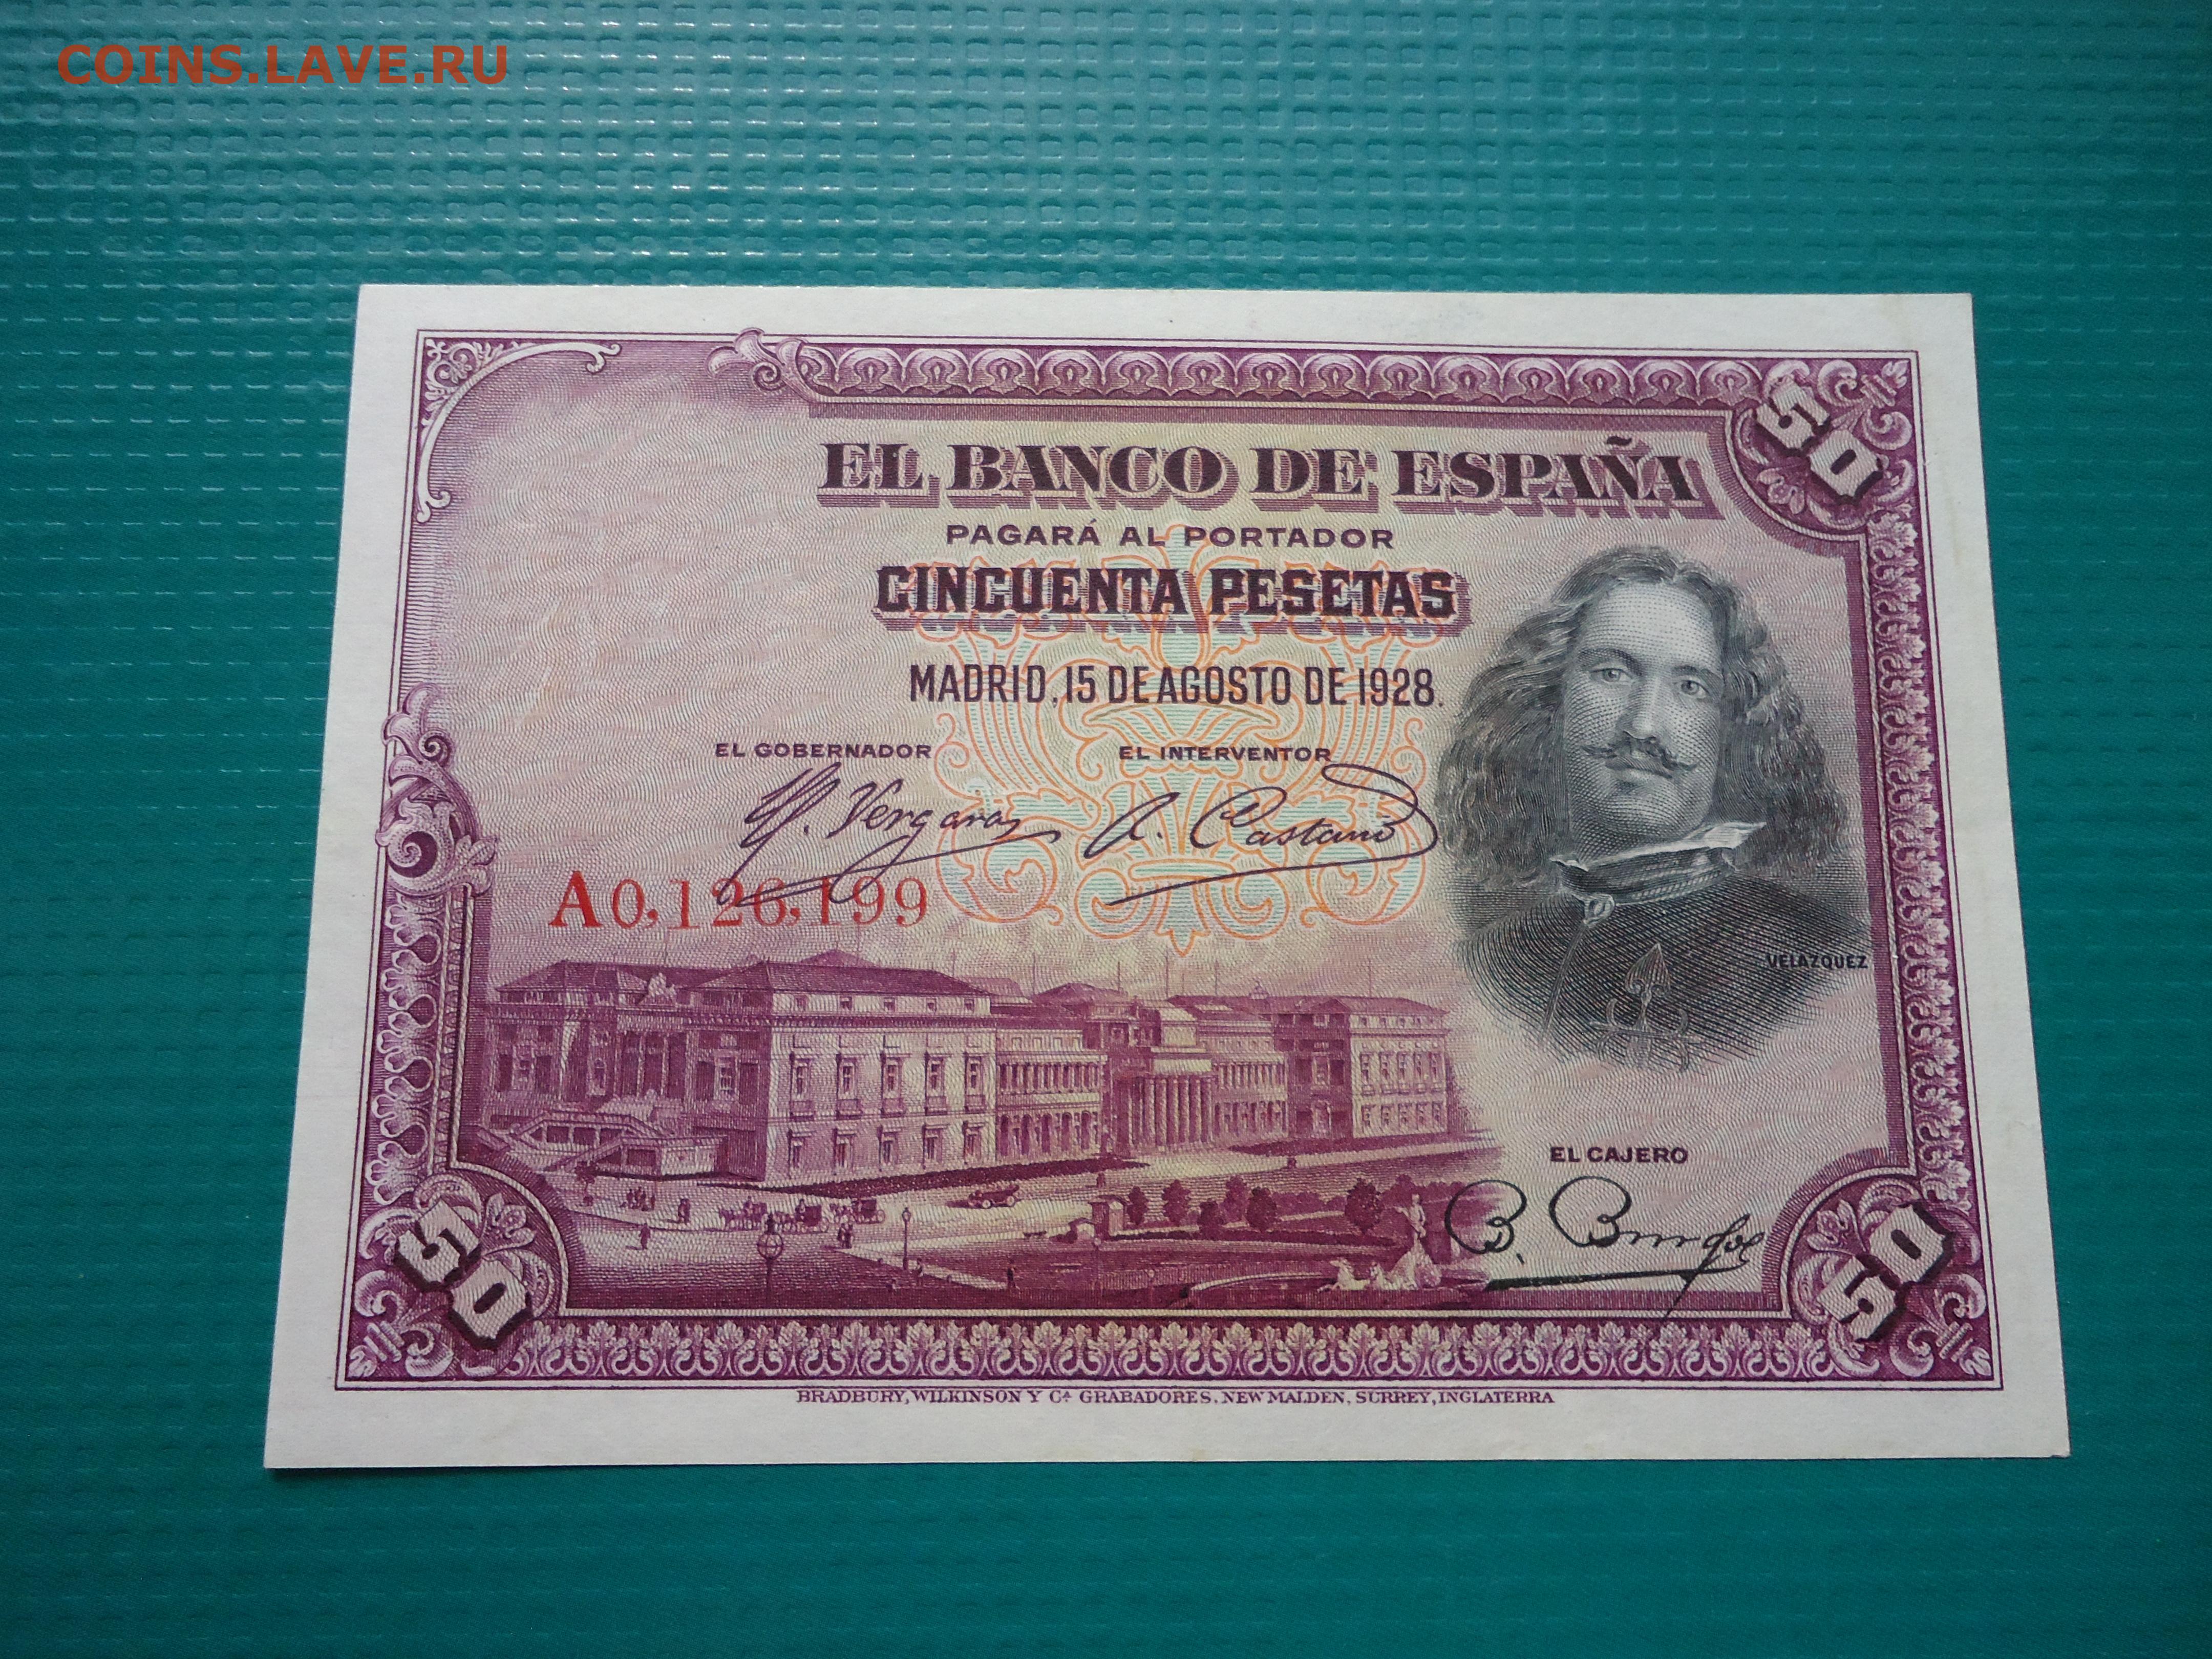 COINS.LAVE.RU
50
EL BANCO DE ESPAÑA
PAGARÁ AL PORTADOR
CINCUENTA PESETAS
MADRID, 15 DE AGOSTO DE 1928.
EL GOBERNADOR EL INTERVENTOR
Vergara A. Castaño
A0,126,199
VELAZQUEZ
EL CAJERO
B.
50 50
BRADBURY, WILKINSON Y Cª. GRABADORES, NEW MALDEN, SURREY, INGLATERRA